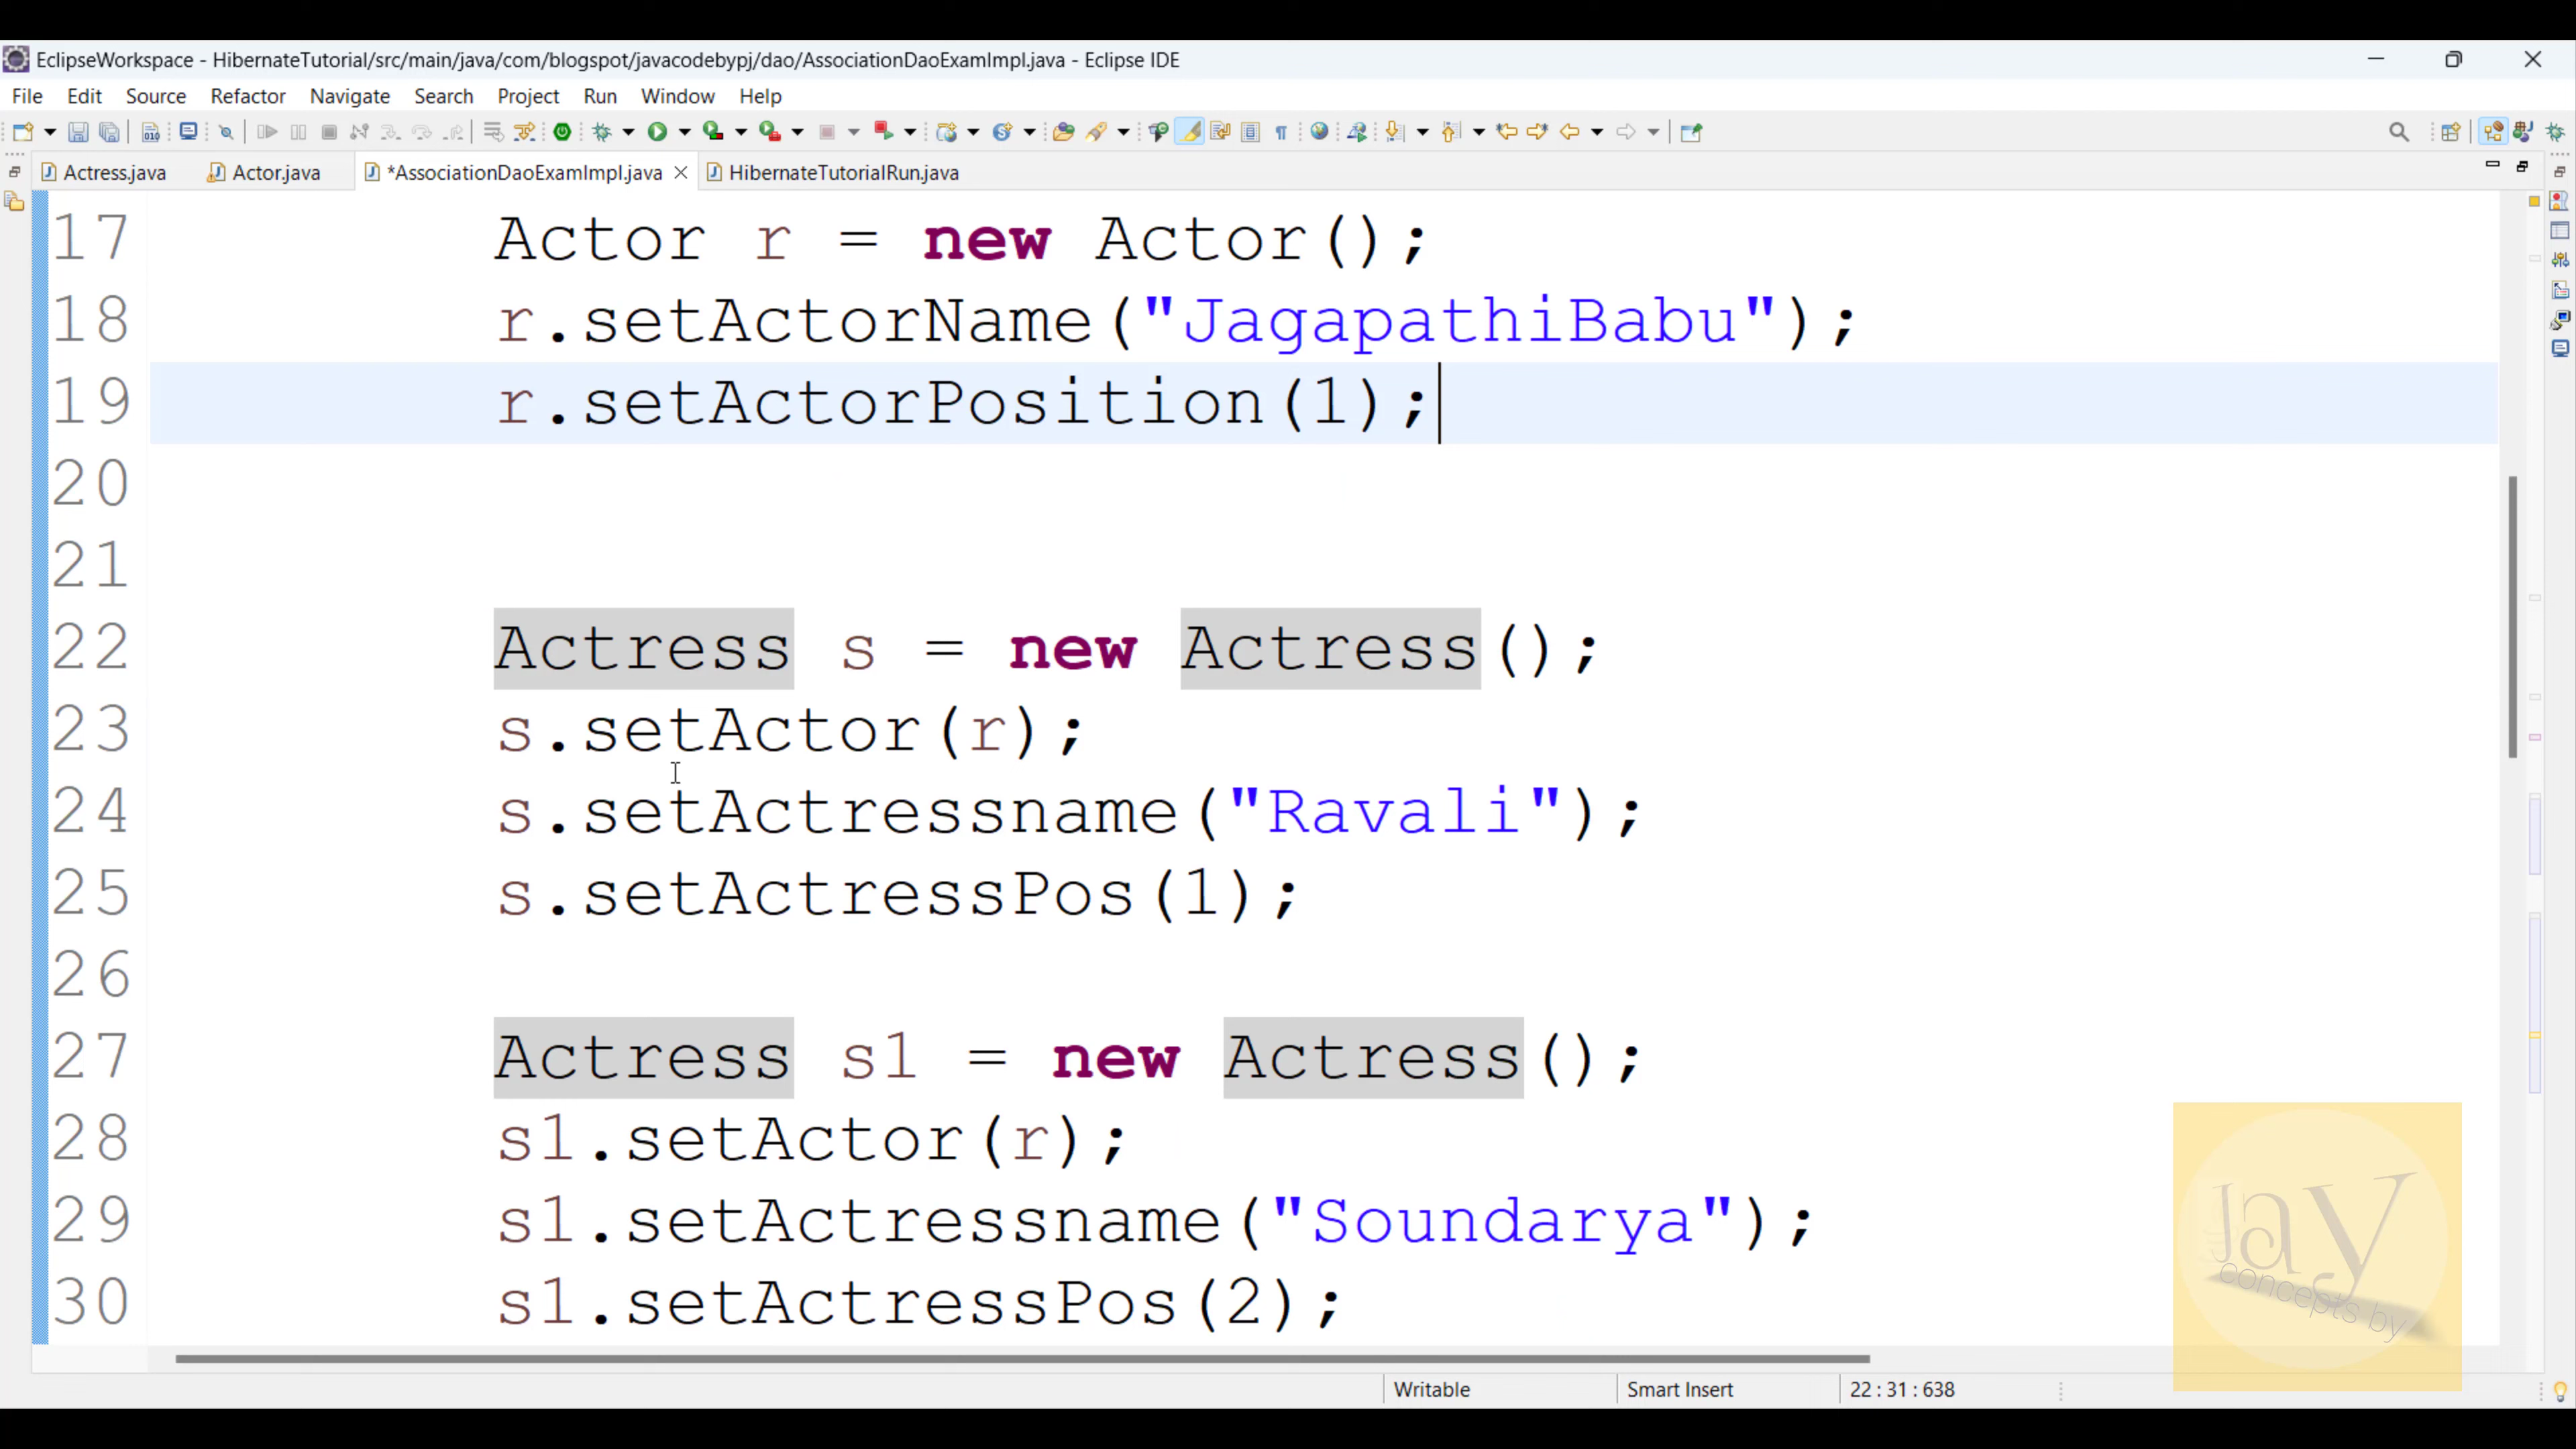 EclipseWorkspace - HibernateTutorial/src/main/java/com/blogspot/javacodebypj/dao/AssociationDaoExamImpl.java - Eclipse IDE
File Edit Source Refactor Navigate Search Project Run Window Help
Actress.java Actor.java *AssociationDaoExamImpl.java HibernateTutorialRun.java
17 Actor r = new Actor();
18 r.setActorName("JagapathiBabu");
19 r.setActorPosition(1);
20
21
22 Actress s = new Actress();
23 s.setActor(r);
24 s.setActressname("Ravali");
25 s.setActressPos(1);
26
27 Actress s1 = new Actress();
28 s1.setActor(r);
29 s1.setActressname("Soundarya");
30 s1.setActressPos(2);
Jay
concepts by
Writable Smart Insert 22 : 31 : 638